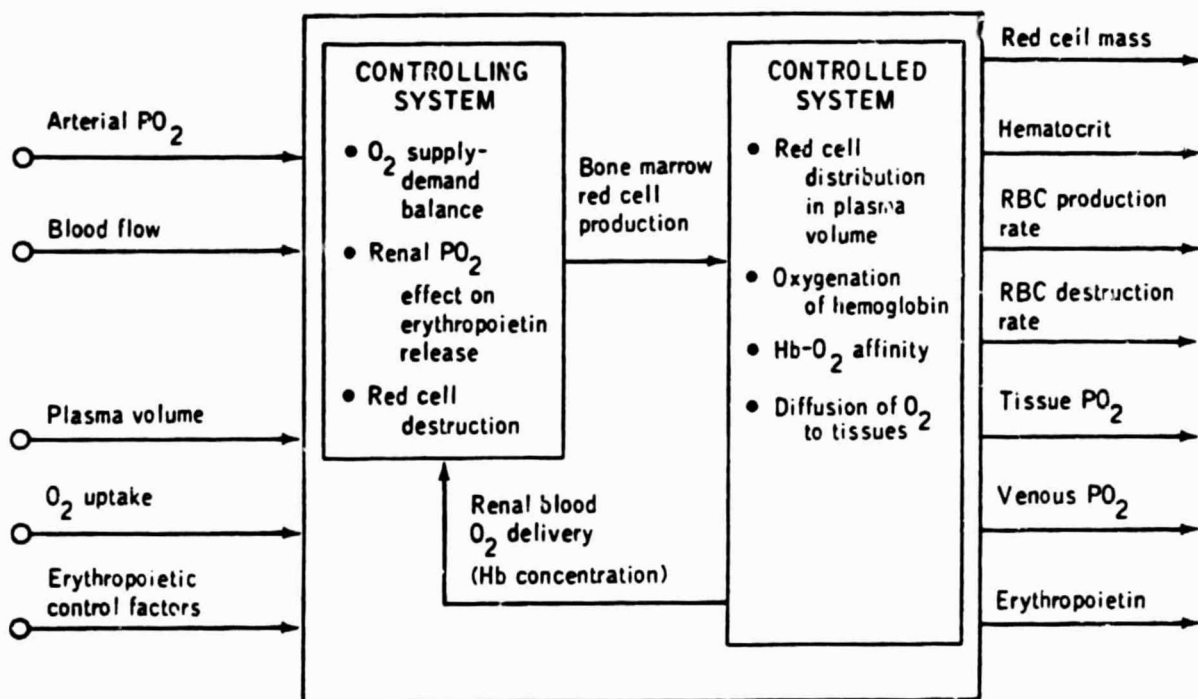 Arterial PO2
Blood flow
Plasma volume
O2 uptake
Erythropoietic
control factors
CONTROLLING
SYSTEM
• O2 supply-
demand
balance
• Renal PO2
effect on
erythropoietin
release
• Red cell
destruction
Bone marrow
red cell
production
Renal blood
O2 delivery
(Hb concentration)
CONTROLLED
SYSTEM
• Red cell
distribution
in plasma
volume
• Oxygenation
of hemoglobin
• Hb-O2 affinity
• Diffusion of O2
to tissues
Red cell mass
Hematocrit
RBC production
rate
RBC destruction
rate
Tissue PO2
Venous PO2
Erythropoietin